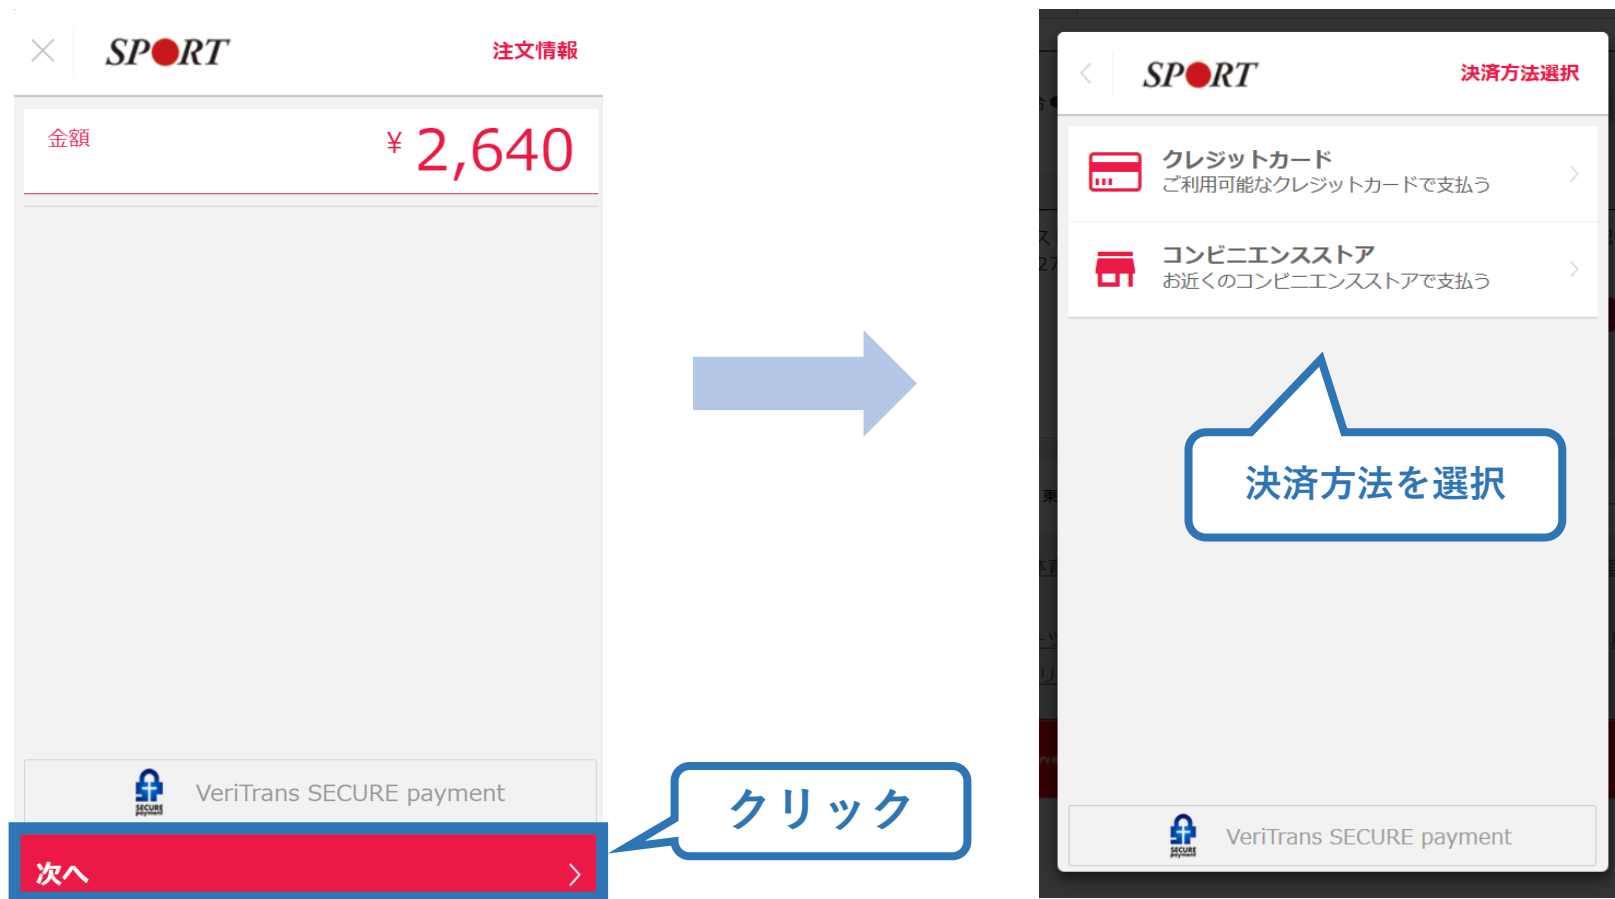 SPORT
注文情報
金額
¥ 2,640
VeriTrans SECURE payment
SECURE
payment
次へ
クリック
SPORT
決済方法選択
クレジットカード
ご利用可能なクレジットカードで支払う
コンビニエンスストア
お近くのコンビニエンスストアで支払う
決済方法を選択
VeriTrans SECURE payment
SECURE
payment